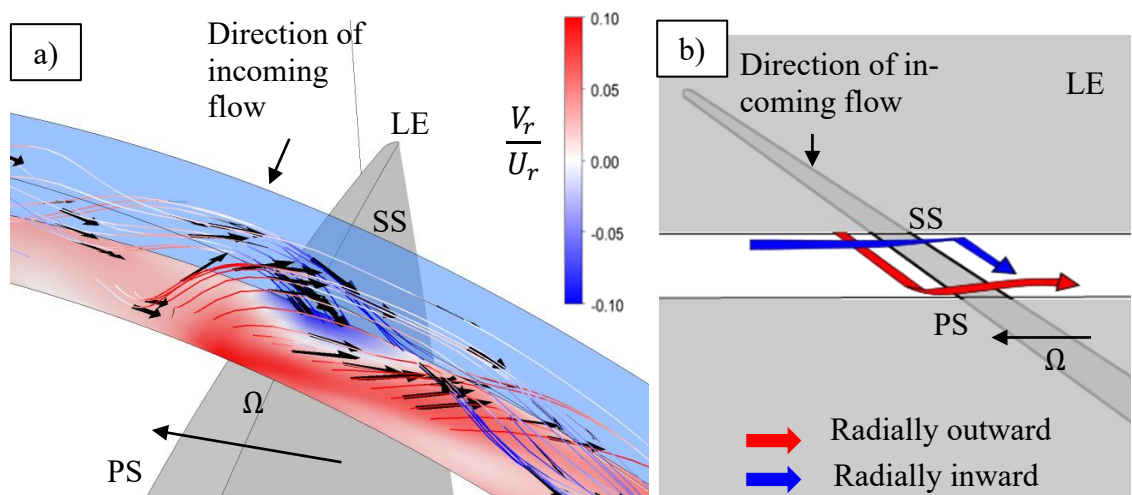 a)
Direction of
incoming
flow
LE
SS
PS
Ω
V_r
U_r
0.10
0.05
0.00
-0.05
-0.10
b)
Direction of in-
coming flow
LE
SS
PS
Ω
Radially outward
Radially inward